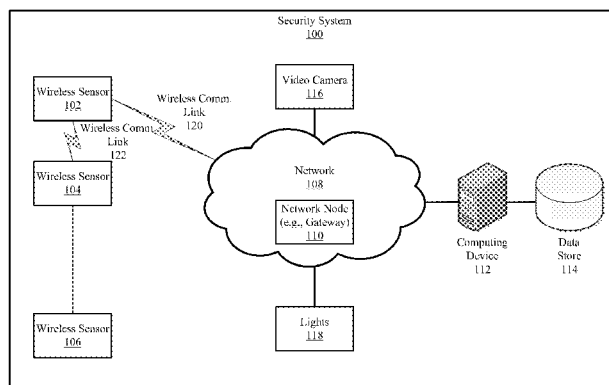 Security System
100
Wireless Sensor
102
Wireless Comm.
Link
120
Video Camera
116
Wireless Comm.
Link
122
Wireless Sensor
104
Network
108
Network Node
(e.g., Gateway)
110
Computing
Device
112
Data
Store
114
Wireless Sensor
106
Lights
118